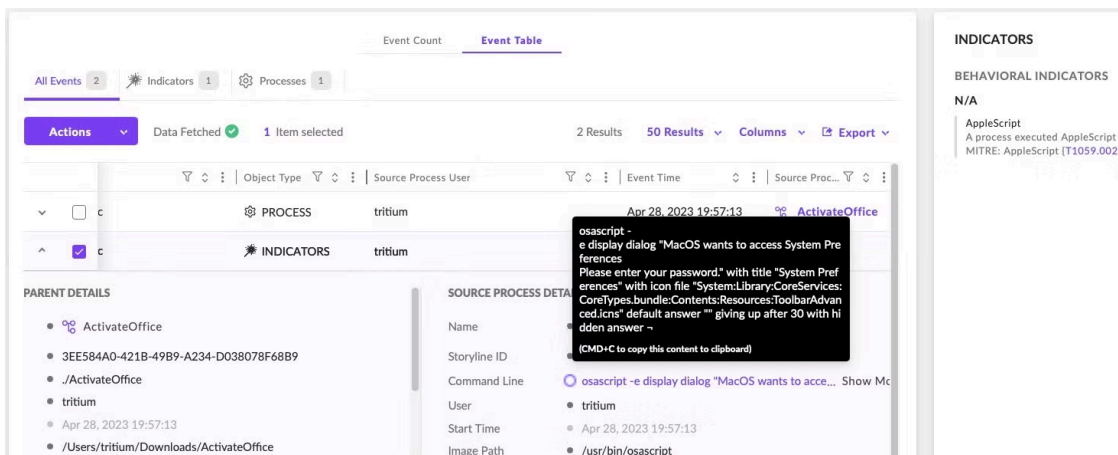 Event Count Event Table
All Events 2 Indicators 1 Processes 1
Actions Data Fetched 1 Item selected 2 Results 50 Results Columns Export
Object Type Source Process User Event Time Source Proc...
c PROCESS tritium Apr 28, 2023 19:57:13 ActivateOffice
c INDICATORS tritium
osascript -
e display dialog "MacOS wants to access System Pre
ferences
Please enter your password." with title "System Pref
erences" with icon file "System:Library:CoreServices:
CoreTypes.bundle:Contents:Resources:ToolbarAdvan
ced.icns" default answer "" giving up after 30 with hi
dden answer ¬
(CMD+C to copy this content to clipboard)
PARENT DETAILS
ActivateOffice
3EE584A0-421B-49B9-A234-D038078F68B9
./ActivateOffice
tritium
Apr 28, 2023 19:57:13
/Users/tritium/Downloads/ActivateOffice
SOURCE PROCESS DETA
Name
Storyline ID
Command Line osascript -e display dialog "MacOS wants to acce... Show Mc
User tritium
Start Time Apr 28, 2023 19:57:13
Image Path /usr/bin/osascript
INDICATORS
BEHAVIORAL INDICATORS
N/A
AppleScript
A process executed AppleScript
MITRE: AppleScript [T1059.002